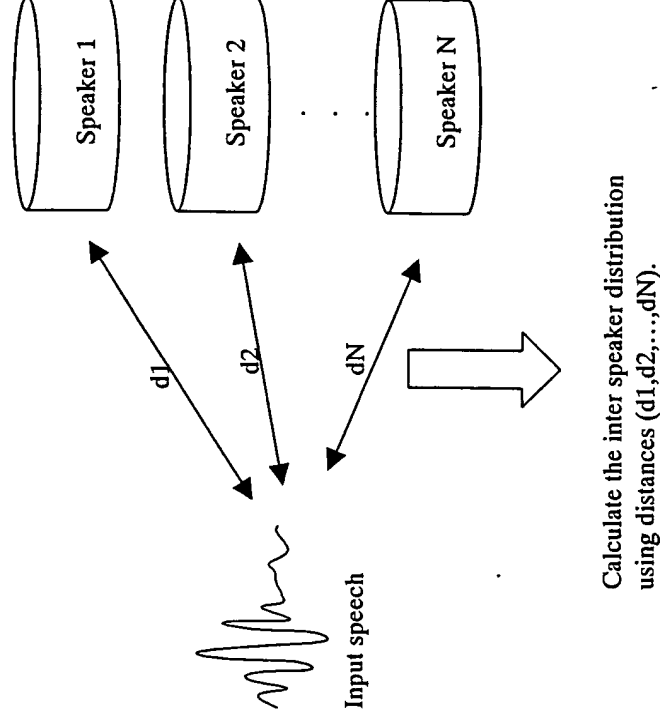 Speaker 1
Speaker 2
. . .
Speaker N
d1
d2
dN
Input speech
Calculate the inter speaker distribution
using distances (d1,d2,...,dN).